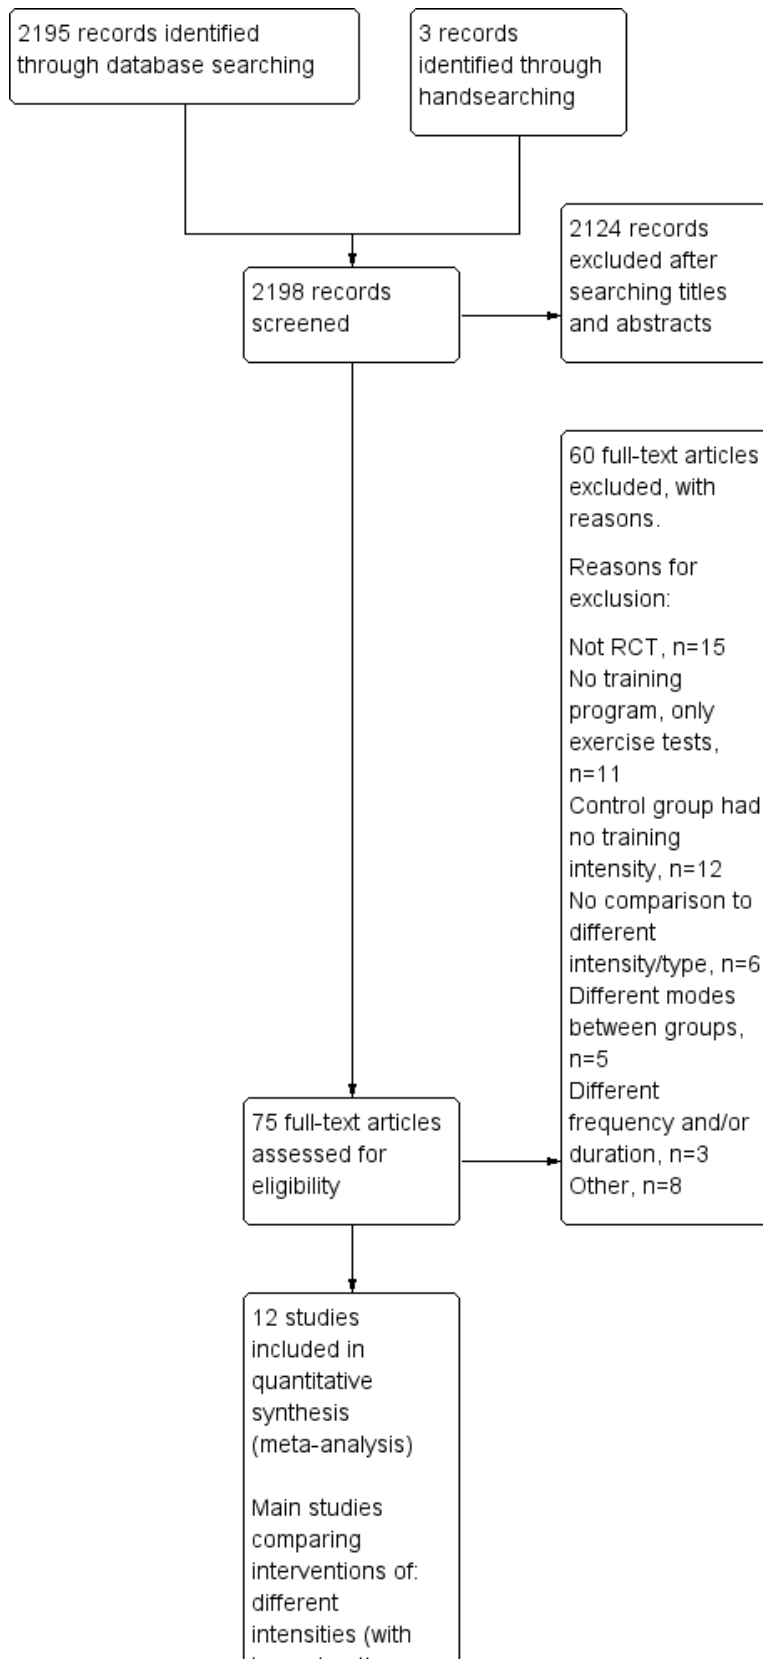 2195 records identified
through database searching
3 records
identified through
handsearching
2198 records
screened
2124 records
excluded after
searching titles
and abstracts
60 full-text articles
excluded, with
reasons.
Reasons for
exclusion:
Not RCT, n=15
No training
program, only
exercise tests,
n=11
Control group had
no training
intensity, n=12
No comparison to
different
intensity/type, n=6
Different modes
between groups,
n=5
Different
frequency and/or
duration, n=3
Other, n=8
75 full-text articles
assessed for
eligibility
12 studies
included in
quantitative
synthesis
(meta-analysis)
Main studies
comparing
interventions of:
different
intensities (with